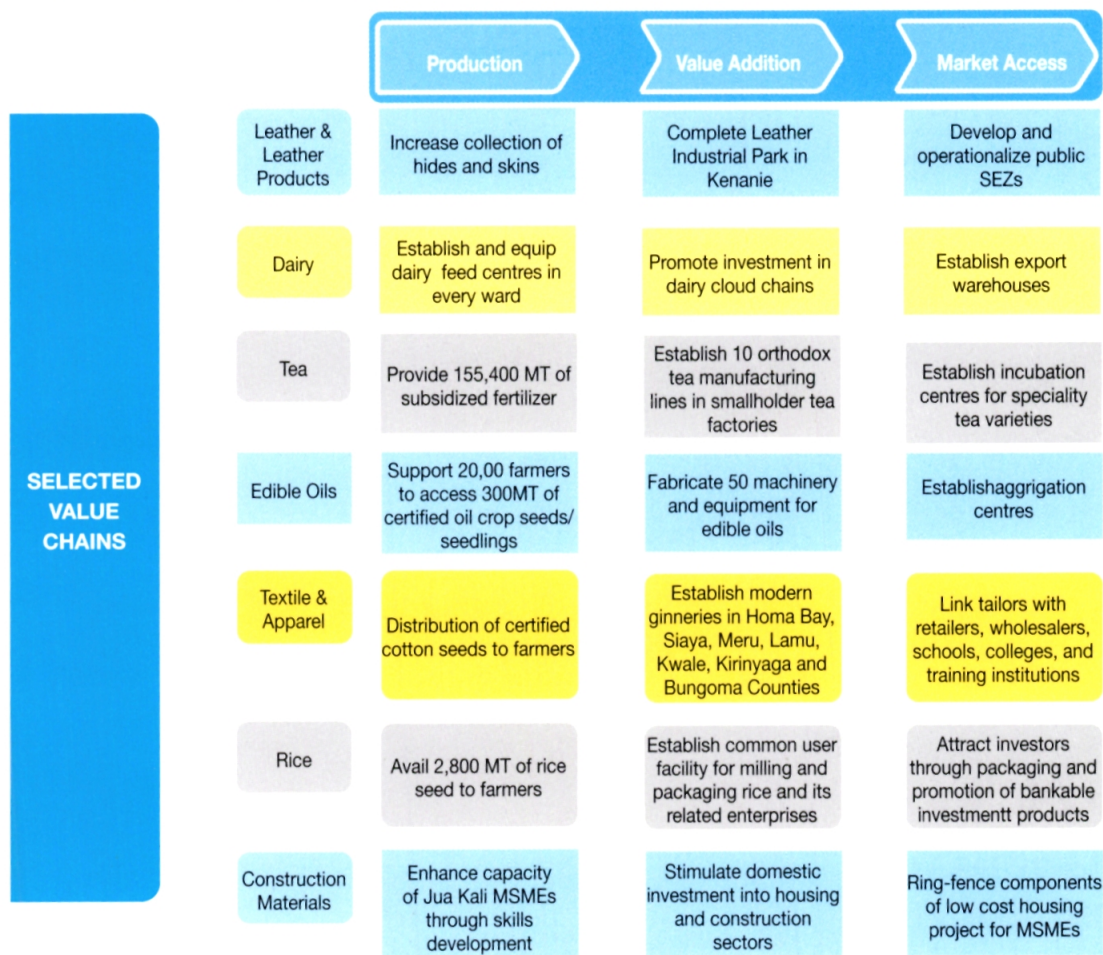 Production
Value Addition
Market Access
SELECTED
VALUE
CHAINS
Leather &
Leather
Products
Increase collection of
hides and skins
Complete Leather
Industrial Park in
Kenanie
Develop and
operationalize public
SEZs
Dairy
Establish and equip
dairy feed centres in
every ward
Promote investment in
dairy cloud chains
Establish export
warehouses
Tea
Provide 155,400 MT of
subsidized fertilizer
Establish 10 orthodox
tea manufacturing
lines in smallholder tea
factories
Establish incubation
centres for speciality
tea varieties
Edible Oils
Support 20,00 farmers
to access 300MT of
certified oil crop seeds/
seedlings
Fabricate 50 machinery
and equipment for
edible oils
Establishaggrigation
centres
Textile &
Apparel
Distribution of certified
cotton seeds to farmers
Establish modern
ginneries in Homa Bay,
Siaya, Meru, Lamu,
Kwale, Kirinyaga and
Bungoma Counties
Link tailors with
retailers, wholesalers,
schools, colleges, and
training institutions
Rice
Avail 2,800 MT of rice
seed to farmers
Establish common user
facility for milling and
packaging rice and its
related enterprises
Attract investors
through packaging and
promotion of bankable
investmentt products
Construction
Materials
Enhance capacity
of Jua Kali MSMEs
through skills
development
Stimulate domestic
investment into housing
and construction
sectors
Ring-fence components
of low cost housing
project for MSMEs